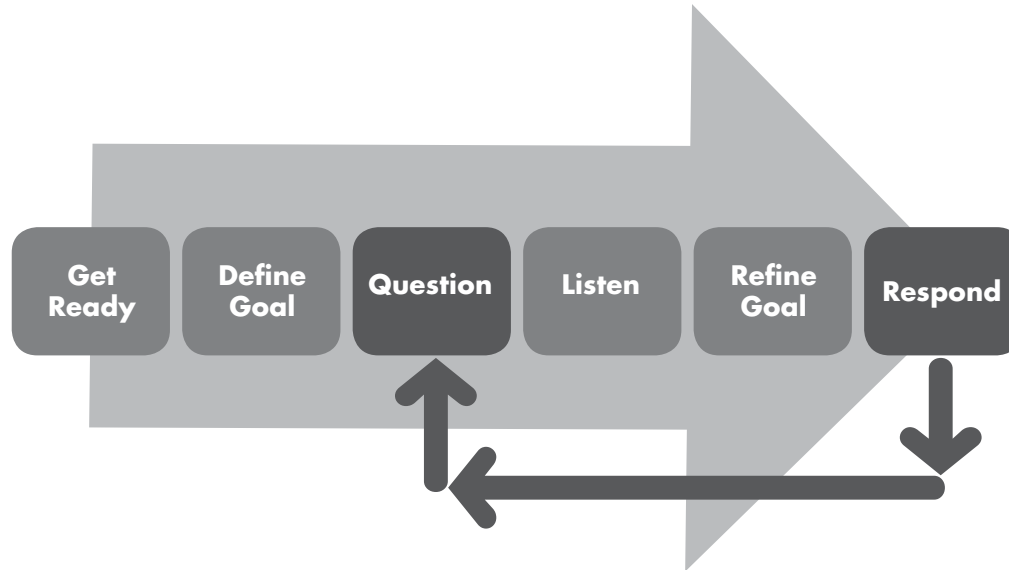 Get
Ready
Define
Goal
Question
Listen
Refine
Goal
Respond